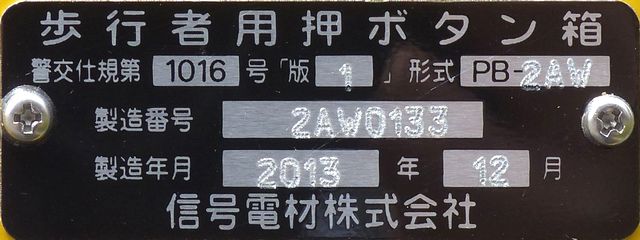 歩行者用押ボタン箱
警交仕規第 1016 号「版 1 」形式 PB-2AW
製造番号 2AW0133
製造年月 2013 年 12 月
信号電材株式会社